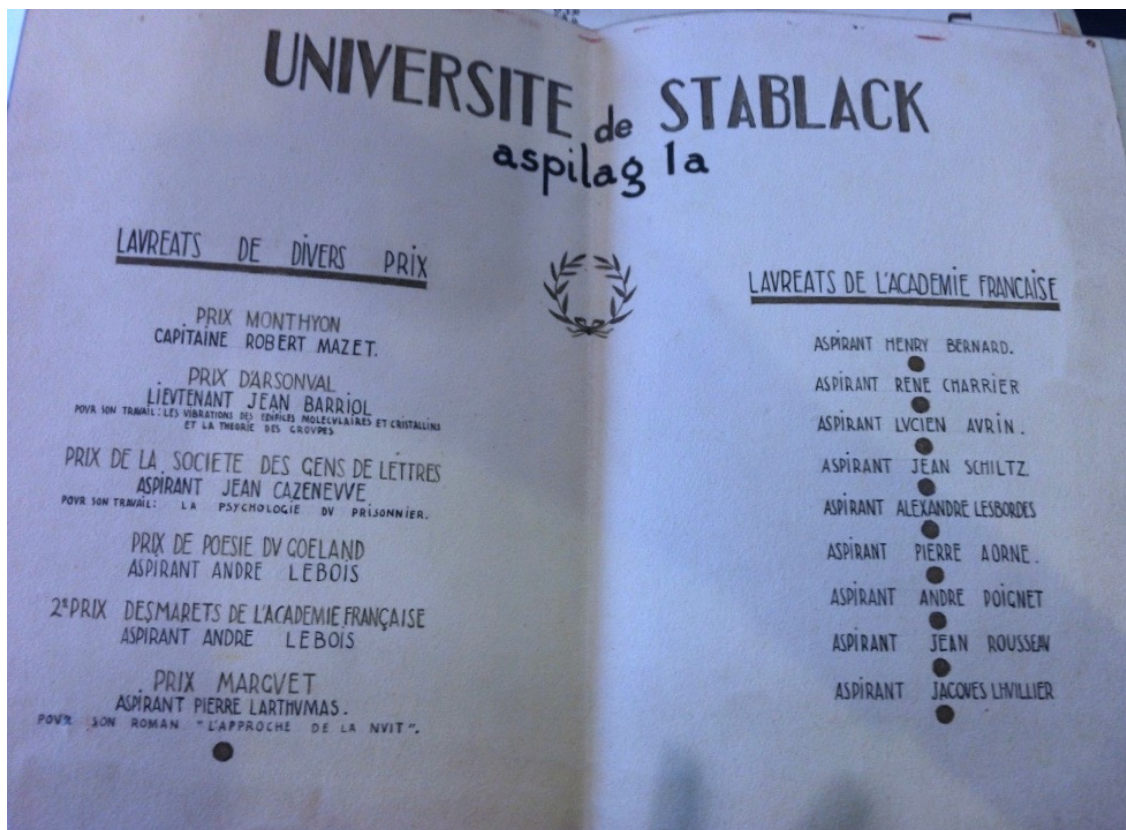 UNIVERSITE de STABLACK
aspilag 1a
LAVREATS DE DIVERS PRIX
PRIX MONTHYON
CAPITAINE ROBERT MAZET.
PRIX D'ARSONVAL
LIEVTENANT JEAN BARRIOL
POVR SON TRAVAIL : LES VIBRATIONS DES EDIFICES MOLECVLAIRES ET CRISTALLINS
ET LA THEORIE DES GROVPES
PRIX DE LA SOCIETE DES GENS DE LETTRES
ASPIRANT JEAN CAZENEVVE
POVR SON TRAVAIL: LA PSYCHOLOGIE DV PRISONNIER.
PRIX DE POESIE DV GOELAND
ASPIRANT ANDRE LEBOIS
2e PRIX DESMARETS DE L'ACADEMIE FRANÇAISE
ASPIRANT ANDRE LEBOIS
PRIX MARGVET
ASPIRANT PIERRE LARTHVMAS.
POVR SON ROMAN "L'APPROCHE DE LA NVIT".
LAVREATS DE L'ACADEMIE FRANCAISE
ASPIRANT HENRY BERNARD.
ASPIRANT RENE CHARRIER
ASPIRANT LVCIEN AVRIN.
ASPIRANT JEAN SCHILTZ
ASPIRANT ALEXANDRE LESBORDES
ASPIRANT PIERRE AORNE.
ASPIRANT ANDRE POIGNET
ASPIRANT JEAN ROUSSEAV
ASPIRANT JACQVES LHVILLIER